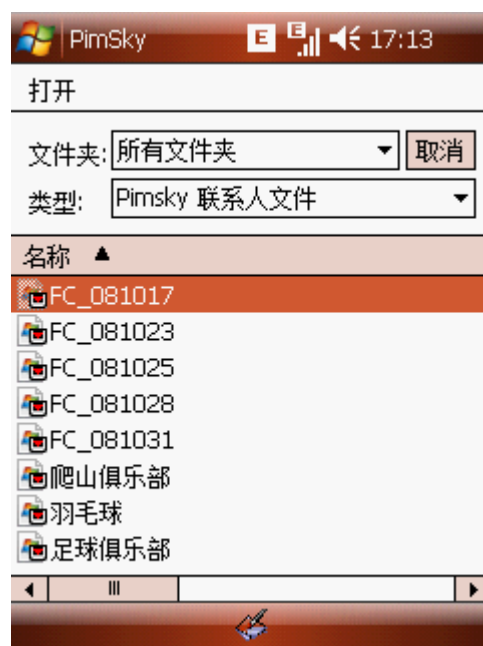 PimSky E E 17:13
打开
文件夹: 所有文件夹 取消
类型: Pimsky 联系人文件
名称
FC_081017
FC_081023
FC_081025
FC_081028
FC_081031
爬山俱乐部
羽毛球
足球俱乐部